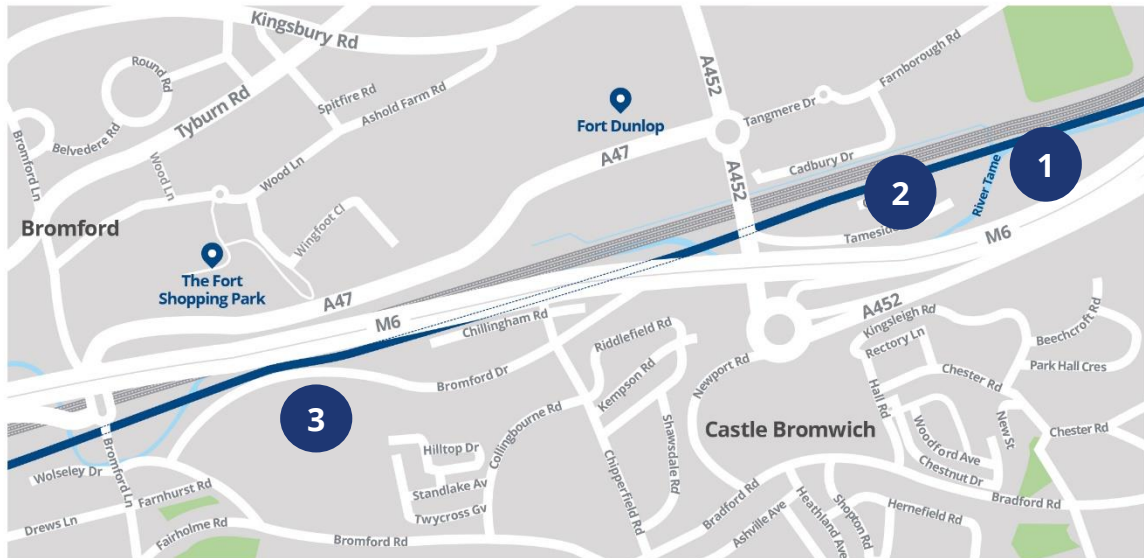 Kingsbury Rd
Round Rd
Belvedere Rd
Tyburn Rd
Spitfire Rd
Ashold Farm Rd
Bromford Ln
Wood Ln
Wood Ln
Wingfoot Cl
Bromford
The Fort
Shopping Park
Fort Dunlop
A47
A452
Tangmere Dr
Farnborough Rd
Cadbury Dr
A452
River Tame
1
2
Tameside
M6
A47
M6
Chillingham Rd
A452
Kingsleigh Rd
Rectory Ln
Beechcroft Rd
Park Hall Cres
Riddlefield Rd
Kempson Rd
Newport Rd
Bromford Dr
3
Hall Rd
Chester Rd
Chester Rd
New St
Woodford Ave
Chestnut Dr
Castle Bromwich
Collingbourne Rd
Shawsdale Rd
Chipperfield Rd
Hilltop Dr
Standlake Av
Twycross Gv
Bromford Ln
Wolseley Dr
Farnhurst Rd
Drews Ln
Fairholme Rd
Bromford Rd
Bradford Rd
Ashville Ave
Heathland Ave
Shopton Rd
Hernefield Rd
Bradford Rd